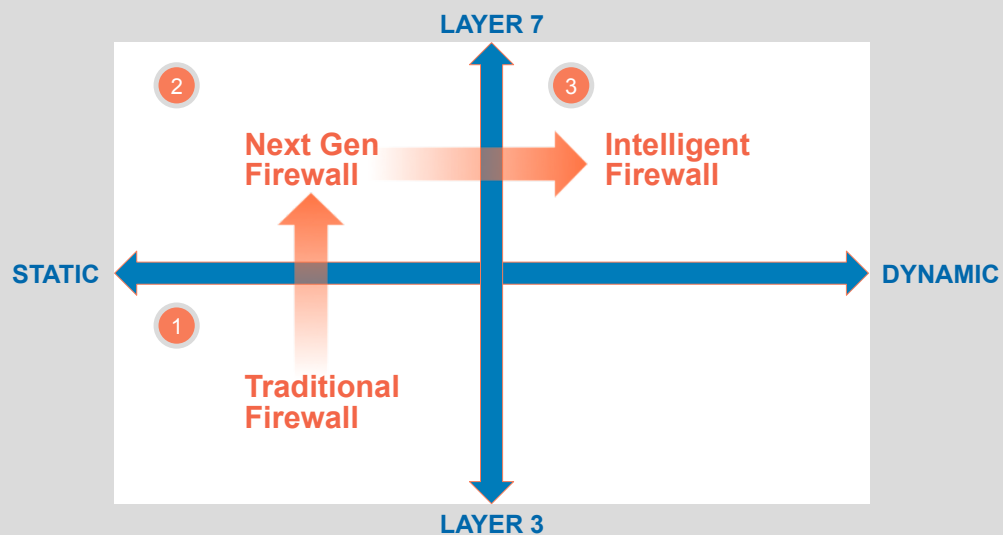 LAYER 7
2
3
Next Gen
Firewall
Intelligent
Firewall
STATIC
DYNAMIC
1
Traditional
Firewall
LAYER 3